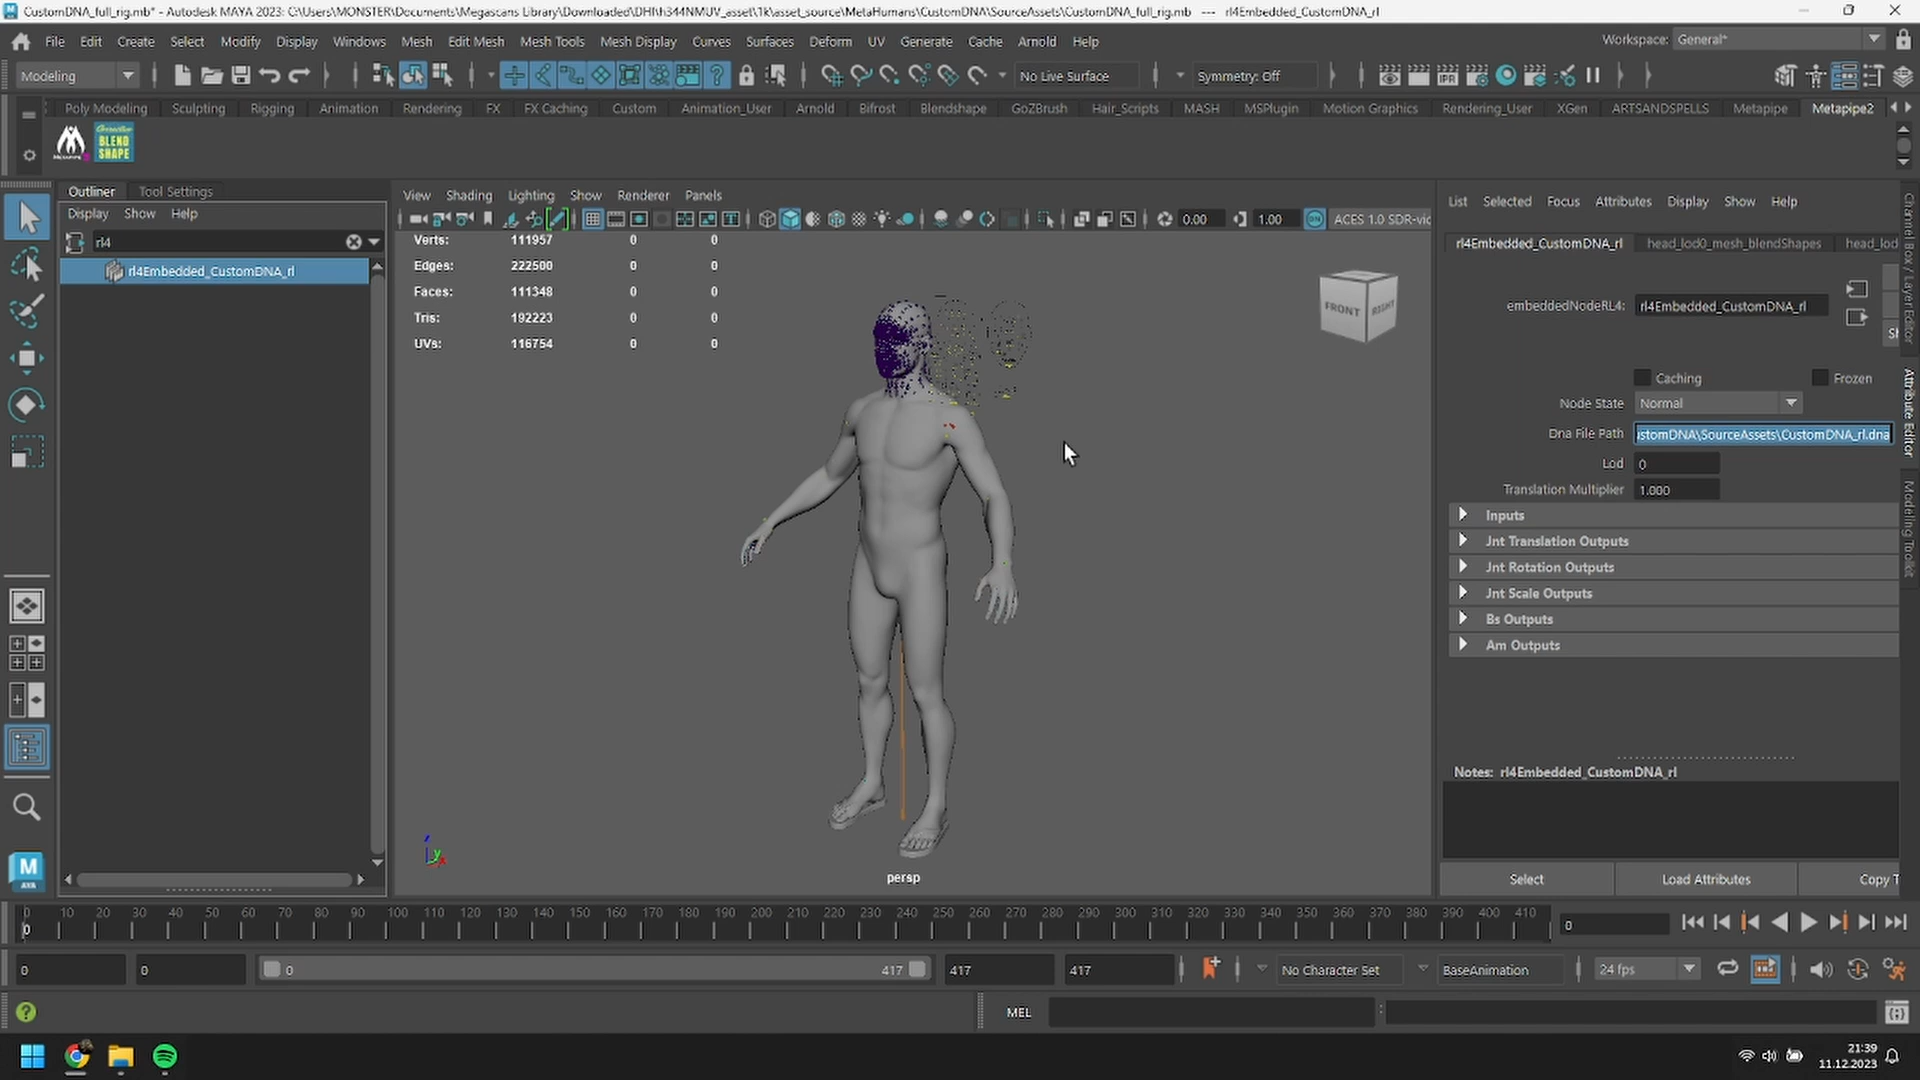 CustomDNA_full_rig.mb* - Autodesk MAYA 2023: C:\Users\MONSTER\Documents\Megascans Library\Downloaded\DHI\h344NMUV_asset\1k\asset_source\MetaHumans\CustomDNA\SourceAssets\CustomDNA_full_rig.mb --- rl4Embedded_CustomDNA_rl
File Edit Create Select Modify Display Windows Mesh Edit Mesh Mesh Tools Mesh Display Curves Surfaces Deform UV Generate Cache Arnold Help Workspace: General*
Modeling No Live Surface Symmetry: Off
Poly Modeling Sculpting Rigging Animation Rendering FX FX Caching Custom Animation_User Arnold Bifrost Blendshape GoZBrush Hair_Scripts MASH MSPlugin Motion Graphics Rendering_User XGen ARTSANDSPELLS Metapipe Metapipe2
BLEND
SHAPE
Outliner Tool Settings
Display Show Help
rl4
rl4Embedded_CustomDNA_rl
View Shading Lighting Show Renderer Panels
0.00 1.00 ON ACES 1.0 SDR-vic
Verts: 111957 0 0
Edges: 222500 0 0
Faces: 111348 0 0
Tris: 192223 0 0
UVs: 116754 0 0
FRONT RIGHT
persp
List Selected Focus Attributes Display Show Help
rl4Embedded_CustomDNA_rl head_lod0_mesh_blendShapes head_lod
embeddedNodeRL4: rl4Embedded_CustomDNA_rl
Sh
Caching Frozen
Node State Normal
Dna File Path stomDNA\SourceAssets\CustomDNA_rl.dna
Lod 0
Translation Multiplier 1.000
Inputs
Jnt Translation Outputs
Jnt Rotation Outputs
Jnt Scale Outputs
Bs Outputs
Am Outputs
Notes: rl4Embedded_CustomDNA_rl
Select Load Attributes Copy T
Channel Box / Layer Editor
Attribute Editor
Modeling Toolkit
0 10 20 30 40 50 60 70 80 90 100 110 120 130 140 150 160 170 180 190 200 210 220 230 240 250 260 270 280 290 300 310 320 330 340 350 360 370 380 390 400 410
0 0
0 0 0 417 417 417 No Character Set BaseAnimation 24 fps
MEL
21:39
11.12.2023